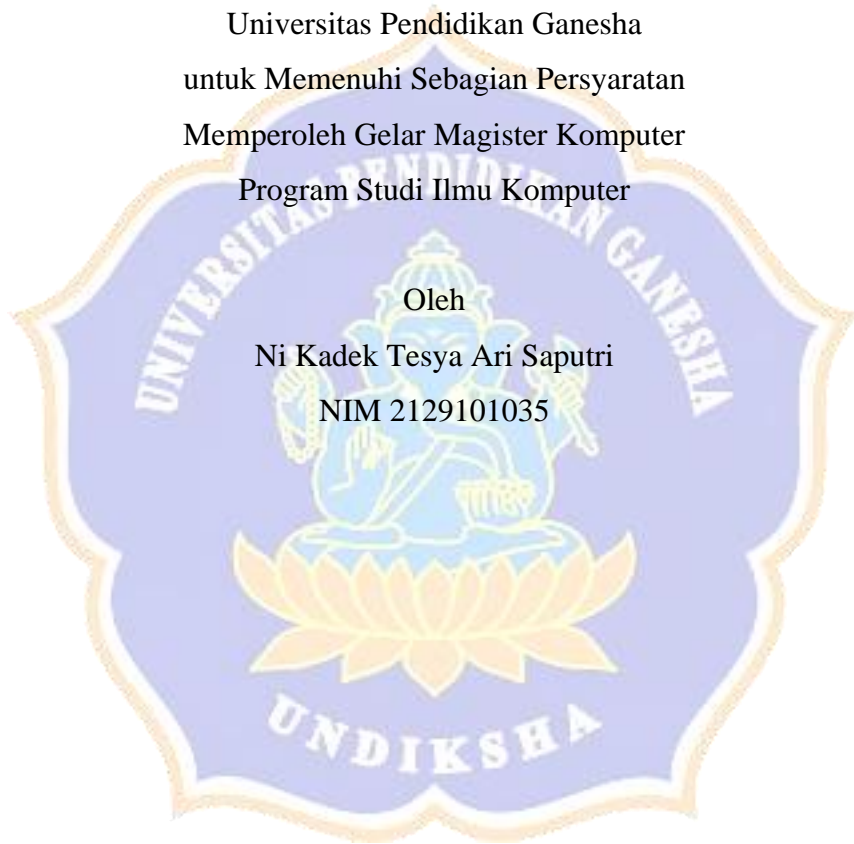 Universitas Pendidikan Ganesha
untuk Memenuhi Sebagian Persyaratan
Memperoleh Gelar Magister Komputer
Program Studi Ilmu Komputer
UNIVERSITAS PENDIDIKAN GANESHA
Oleh
Ni Kadek Tesya Ari Saputri
NIM 2129101035
UNDIKSHA